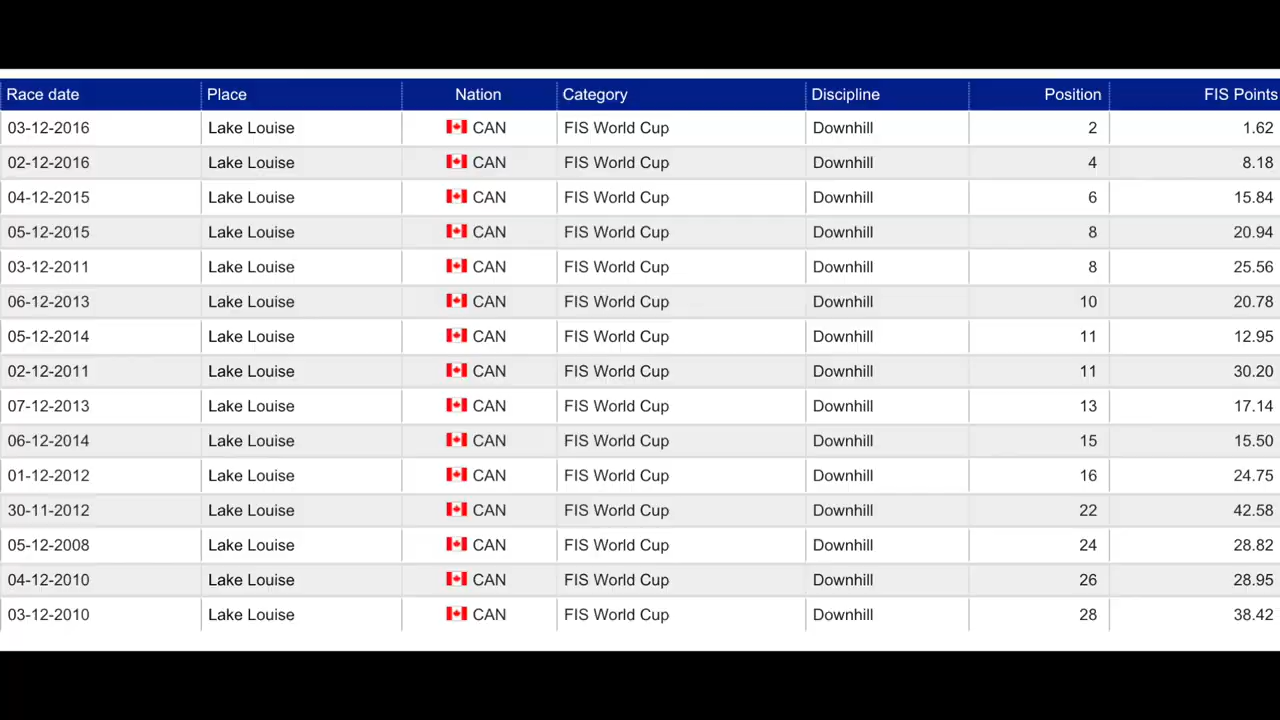 Race date Place Nation Category Discipline Position FIS Points
03-12-2016 Lake Louise CAN FIS World Cup Downhill 2 1.62
02-12-2016 Lake Louise CAN FIS World Cup Downhill 4 8.18
04-12-2015 Lake Louise CAN FIS World Cup Downhill 6 15.84
05-12-2015 Lake Louise CAN FIS World Cup Downhill 8 20.94
03-12-2011 Lake Louise CAN FIS World Cup Downhill 8 25.56
06-12-2013 Lake Louise CAN FIS World Cup Downhill 10 20.78
05-12-2014 Lake Louise CAN FIS World Cup Downhill 11 12.95
02-12-2011 Lake Louise CAN FIS World Cup Downhill 11 30.20
07-12-2013 Lake Louise CAN FIS World Cup Downhill 13 17.14
06-12-2014 Lake Louise CAN FIS World Cup Downhill 15 15.50
01-12-2012 Lake Louise CAN FIS World Cup Downhill 16 24.75
30-11-2012 Lake Louise CAN FIS World Cup Downhill 22 42.58
05-12-2008 Lake Louise CAN FIS World Cup Downhill 24 28.82
04-12-2010 Lake Louise CAN FIS World Cup Downhill 26 28.95
03-12-2010 Lake Louise CAN FIS World Cup Downhill 28 38.42